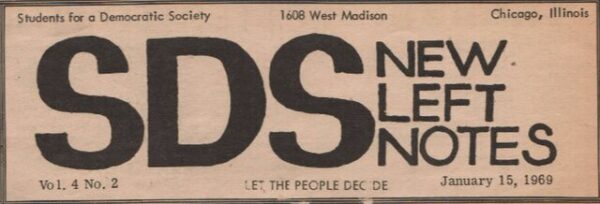 Students for a Democratic Society 1608 West Madison Chicago, Illinois
SDS
NEW
LEFT
NOTES
Vol. 4 No. 2 LET THE PEOPLE DECIDE January 15, 1969